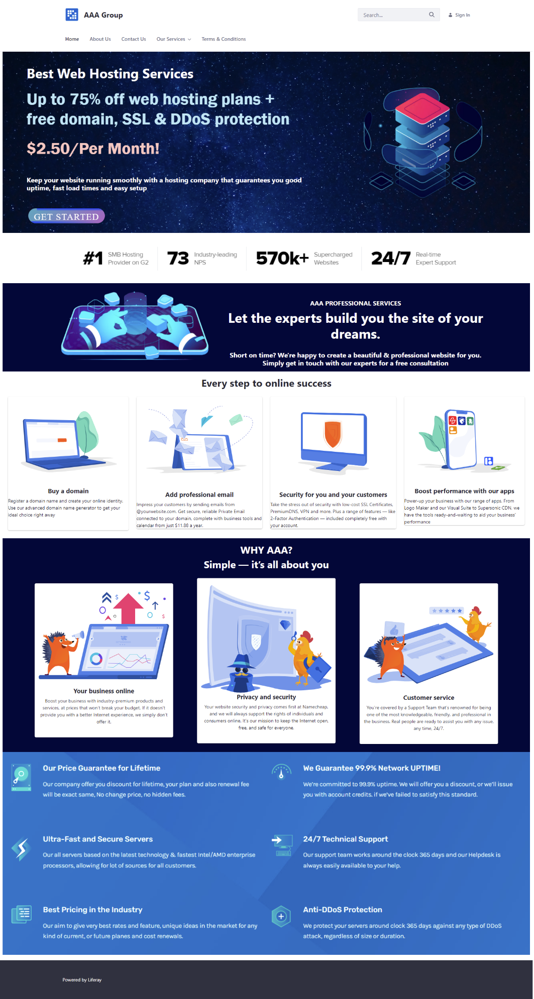 AAA Group
Search...
Sign In
Home
About Us
Contact Us
Our Services
Terms & Conditions
Best Web Hosting Services
Up to 75% off web hosting plans +
free domain, SSL & DDoS protection
$2.50/Per Month!
Keep your website running smoothly with a hosting company that guarantees you good
uptime, fast load times and easy setup
GET STARTED
#1
SMB Hosting
Provider on G2
73
Industry-leading
NPS
570k+
Supercharged
Websites
24/7
Real-time
Expert Support
AAA PROFESSIONAL SERVICES
Let the experts build you the site of your
dreams.
Short on time? We're happy to create a beautiful & professional website for you.
Simply get in touch with our experts for a free consultation
Every step to online success
Buy a domain
Register a domain name and create your online identity.
Use our advanced domain name generator to get your
ideal choice right away
Add professional email
Impress your customers by sending emails from
@yourwebsite.com. Get secure, reliable Private Email
connected to your domain, complete with business tools and
calendar from just $11.88 a year.
Security for you and your customers
Take the stress out of security with low-cost SSL Certificates,
PremiumDNS, VPN and more. Plus a range of features — like
2-Factor Authentication — included completely free with
your account.
Boost performance with our apps
Power-up your business with our range of apps. From
Logo Maker and our Visual Suite to Supersonic CDN, we
have the tools ready-and-waiting to aid your business'
performance
WHY AAA?
Simple — it's all about you
Your business online
Boost your business with industry-premium products and
services, at prices that won't break your budget. If it doesn't
provide you with a better Internet experience, we simply don't
offer it.
Privacy and security
Your website security and privacy comes first at Namecheap,
and we will always support the rights of individuals and
consumers online. It's our mission to keep the Internet open,
free, and safe for everyone.
Customer service
You're covered by a Support Team that's renowned for being
one of the most knowledgeable, friendly, and professional in
the business. Real people are ready to assist you with any issue,
any time, 24/7.
Our Price Guarantee for Lifetime
Our company offer you discount for lifetime, your plan and also renewal fee
will be exact same, No change price, no hidden fees.
We Guarantee 99.9% Network UPTIME!
We're committed to 99.9% uptime. We will offer you a discount, or we'll issue
you with account credits. if we've failed to satisfy this standard.
Ultra-Fast and Secure Servers
Our all servers based on the latest technology & fastest Intel/AMD enterprise
processors, allowing for lot of sources for all customers.
24/7 Technical Support
Our support team works around the clock 365 days and our Helpdesk is
always easily available to your help.
Best Pricing in the Industry
Our aim to give very best rates and feature, unique ideas in the market for any
kind of current, or future planes and cost renewals.
Anti-DDoS Protection
We protect your servers around clock 365 days against any type of DDoS
attack, regardless of size or duration.
Powered by Liferay